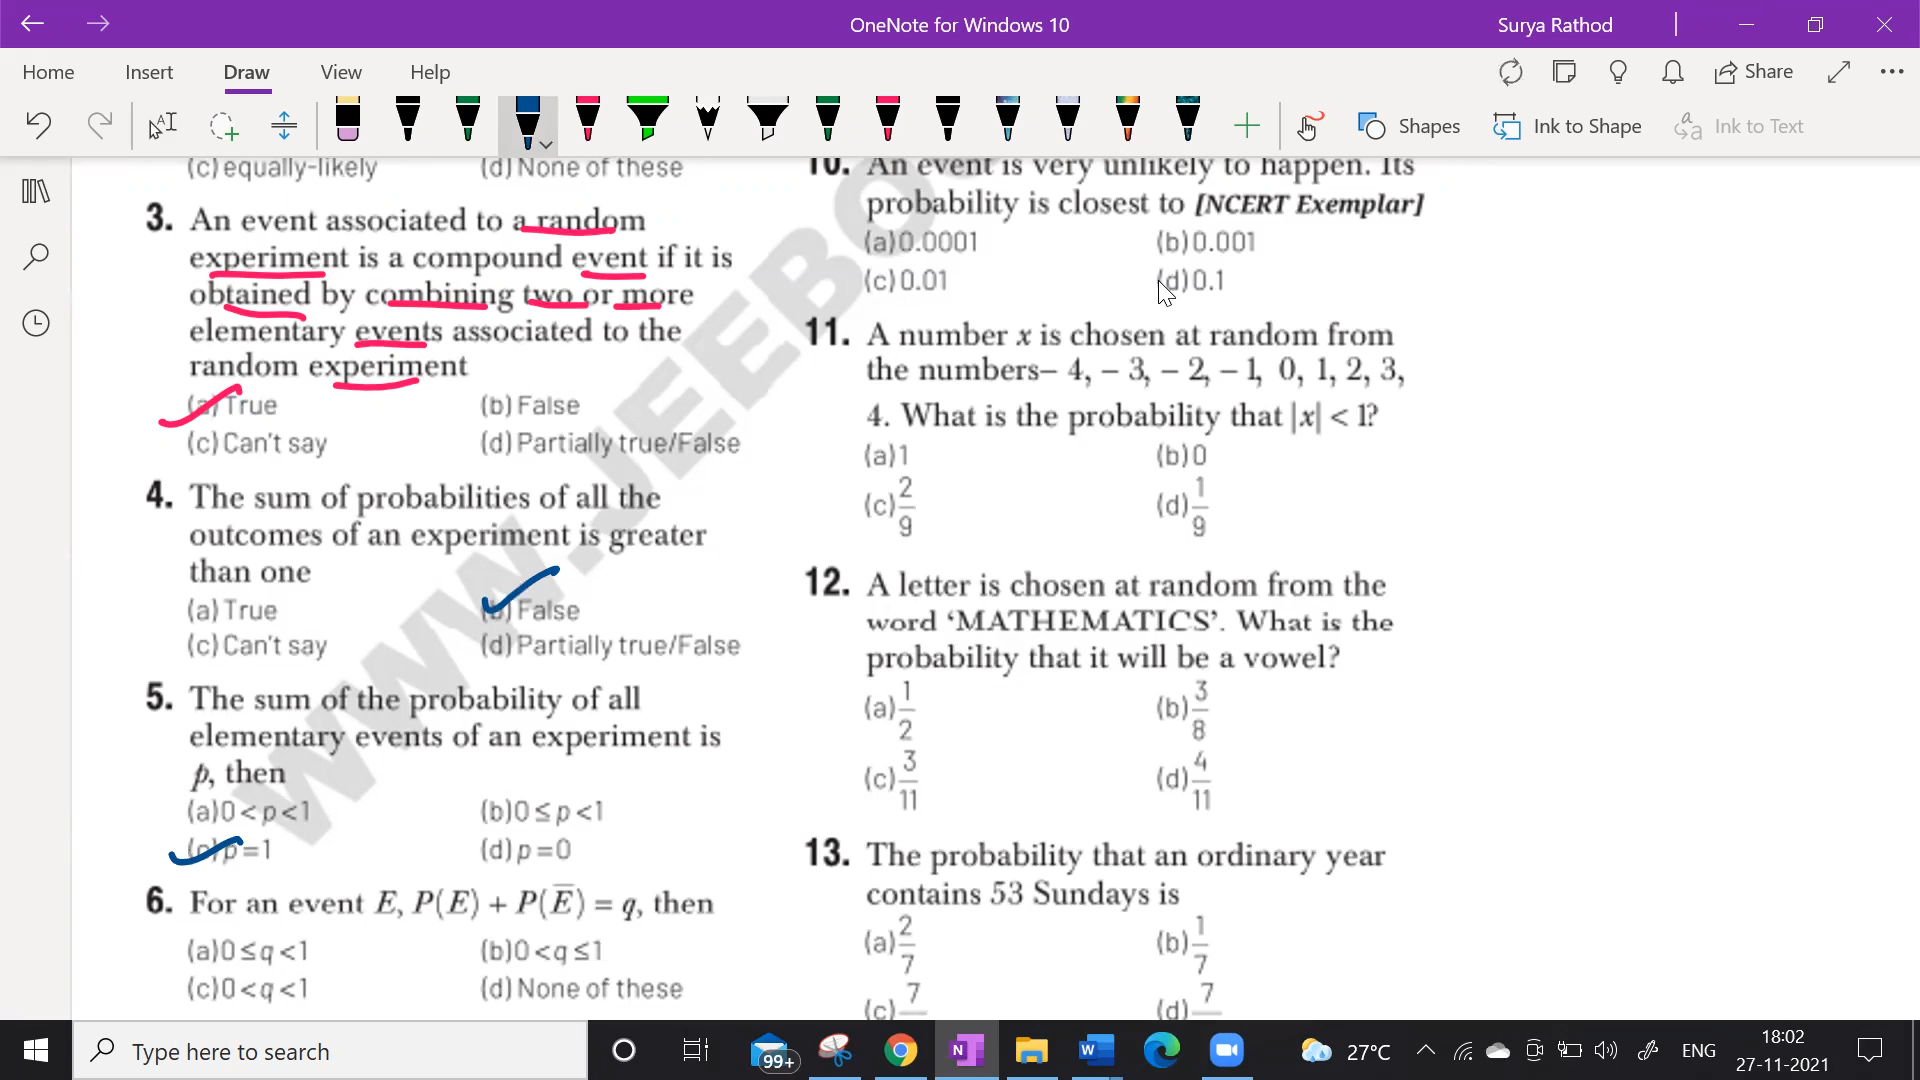 OneNote for Windows 10
Surya Rathod
Home Insert Draw View Help
Share
Shapes Ink to Shape Ink to Text
(c) equally-likely (d) None of these
3. An event associated to a random
experiment is a compound event if it is
obtained by combining two or more
elementary events associated to the
random experiment
(a) True (b) False
(c) Can't say (d) Partially true/False
4. The sum of probabilities of all the
outcomes of an experiment is greater
than one
(a) True (b) False
(c) Can't say (d) Partially true/False
5. The sum of the probability of all
elementary events of an experiment is
p, then
(a) 0 < p < 1 (b) 0 ≤ p < 1
(c) p = 1 (d) p = 0
6. For an event E, P(E) + P(E̅) = q, then
(a) 0 ≤ q < 1 (b) 0 < q ≤ 1
(c) 0 < q < 1 (d) None of these
10. An event is very unlikely to happen. Its
probability is closest to [NCERT Exemplar]
(a) 0.0001 (b) 0.001
(c) 0.01 (d) 0.1
11. A number x is chosen at random from
the numbers– 4, – 3, – 2, – 1, 0, 1, 2, 3,
4. What is the probability that |x| < 1?
(a) 1 (b) 0
(c) 2/9 (d) 1/9
12. A letter is chosen at random from the
word ‘MATHEMATICS’. What is the
probability that it will be a vowel?
(a) 1/2 (b) 3/8
(c) 3/11 (d) 4/11
13. The probability that an ordinary year
contains 53 Sundays is
(a) 2/7 (b) 1/7
(c) 7 (d) 7
WWW.JEEBO
Type here to search
99+
27°C
ENG
18:02
27-11-2021